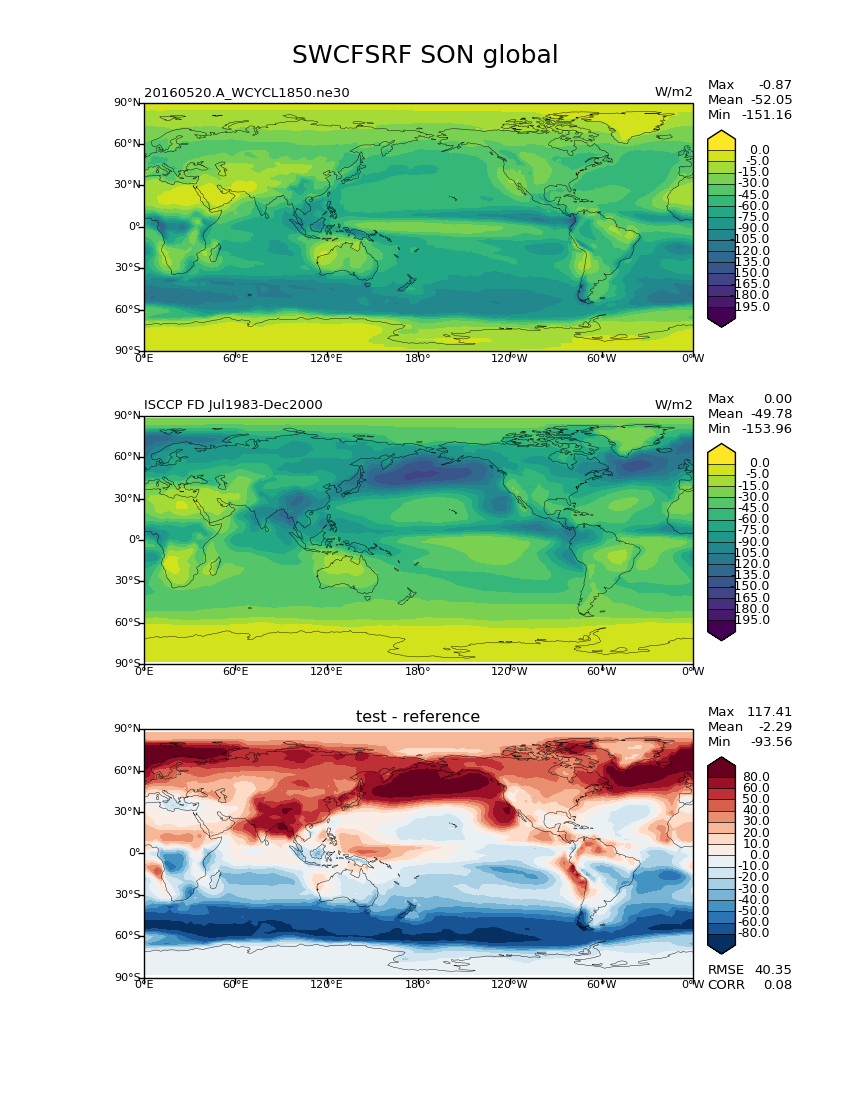 SWCFSRF SON global
20160520.A_WCYCL1850.ne30 W/m2
Max -0.87
Mean -52.05
Min -151.16
90°N
60°N
30°N
0°
30°S
60°S
90°S
0°E 60°E 120°E 180° 120°W 60°W 0°W
0.0
-5.0
-15.0
-30.0
-45.0
-60.0
-75.0
-90.0
-105.0
-120.0
-135.0
-150.0
-165.0
-180.0
-195.0
ISCCP FD Jul1983-Dec2000 W/m2
Max 0.00
Mean -49.78
Min -153.96
90°N
60°N
30°N
0°
30°S
60°S
90°S
0°E 60°E 120°E 180° 120°W 60°W 0°W
0.0
-5.0
-15.0
-30.0
-45.0
-60.0
-75.0
-90.0
-105.0
-120.0
-135.0
-150.0
-165.0
-180.0
-195.0
test - reference
Max 117.41
Mean -2.29
Min -93.56
90°N
60°N
30°N
0°
30°S
60°S
90°S
0°E 60°E 120°E 180° 120°W 60°W 0°W
80.0
60.0
50.0
40.0
30.0
20.0
10.0
0.0
-10.0
-20.0
-30.0
-40.0
-50.0
-60.0
-80.0
RMSE 40.35
CORR 0.08